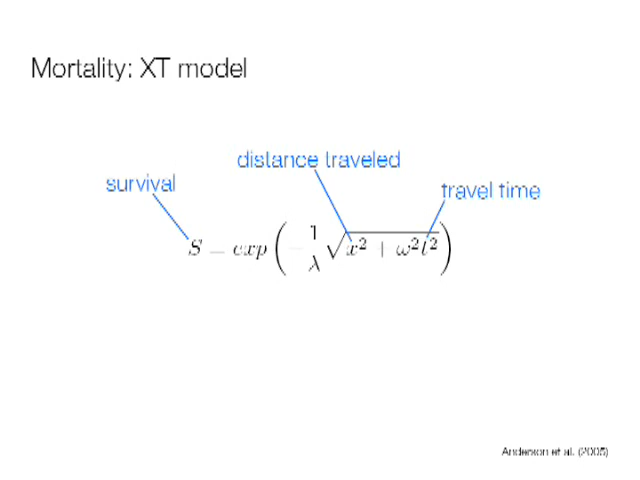 Mortality: XT model
distance traveled
survival
travel time
S = exp(-1/λ √(x² + ω²t²))
Anderson et al. (2005)